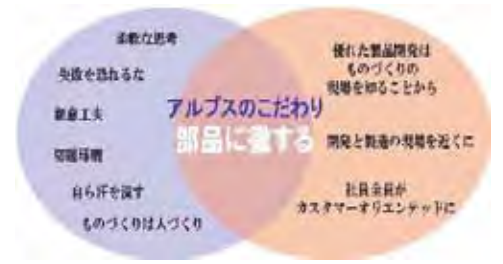 柔軟な思考
失敗を恐れるな
創意工夫
切磋琢磨
自ら汗を流す
ものづくりは人づくり
アルプスのこだわり
部品に徹する
優れた製品開発は
ものづくりの
現場を知ることから
開発と製造の現場を近くに
社員全員が
カスタマーオリエンテッドに